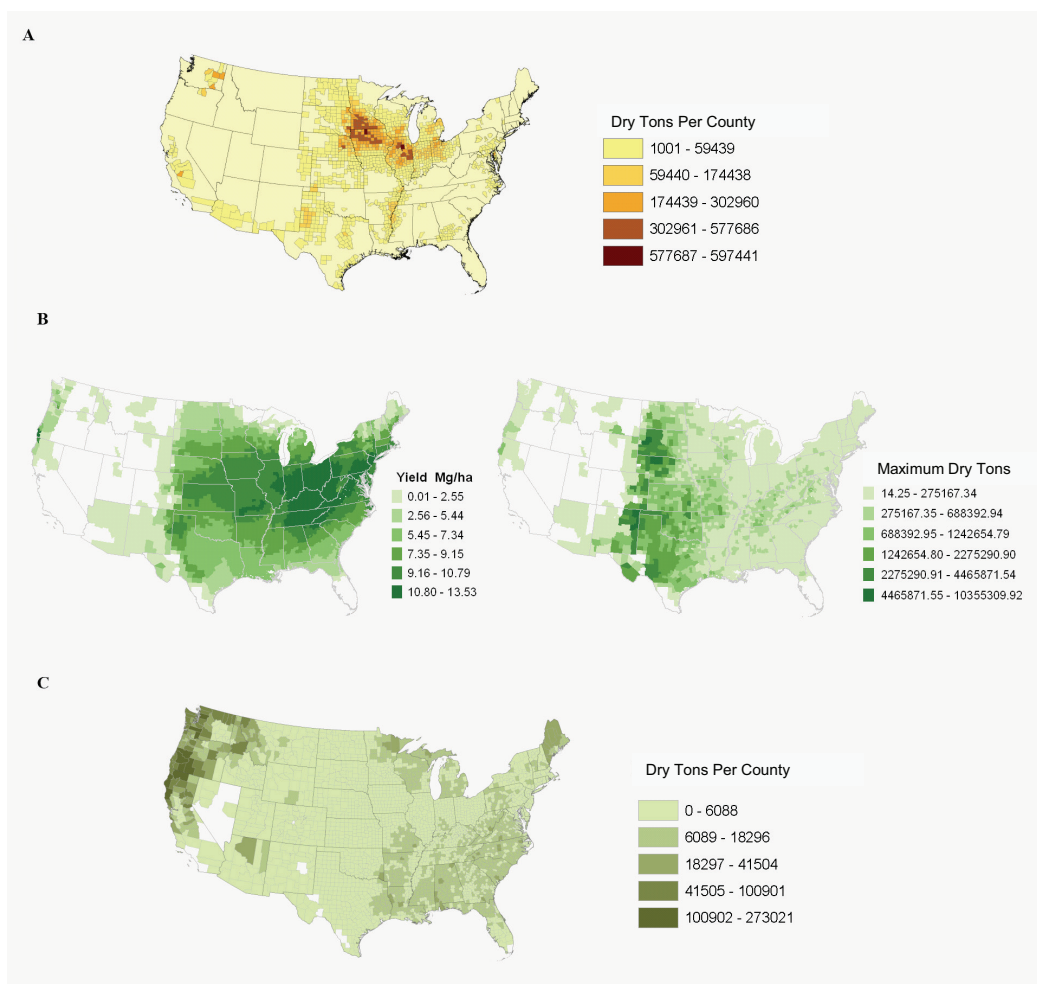 A
Dry Tons Per County
1001 - 59439
59440 - 174438
174439 - 302960
302961 - 577686
577687 - 597441
B
Yield Mg/ha
0.01 - 2.55
2.56 - 5.44
5.45 - 7.34
7.35 - 9.15
9.16 - 10.79
10.80 - 13.53
Maximum Dry Tons
14.25 - 275167.34
275167.35 - 688392.94
688392.95 - 1242654.79
1242654.80 - 2275290.90
2275290.91 - 4465871.54
4465871.55 - 10355309.92
C
Dry Tons Per County
0 - 6088
6089 - 18296
18297 - 41504
41505 - 100901
100902 - 273021